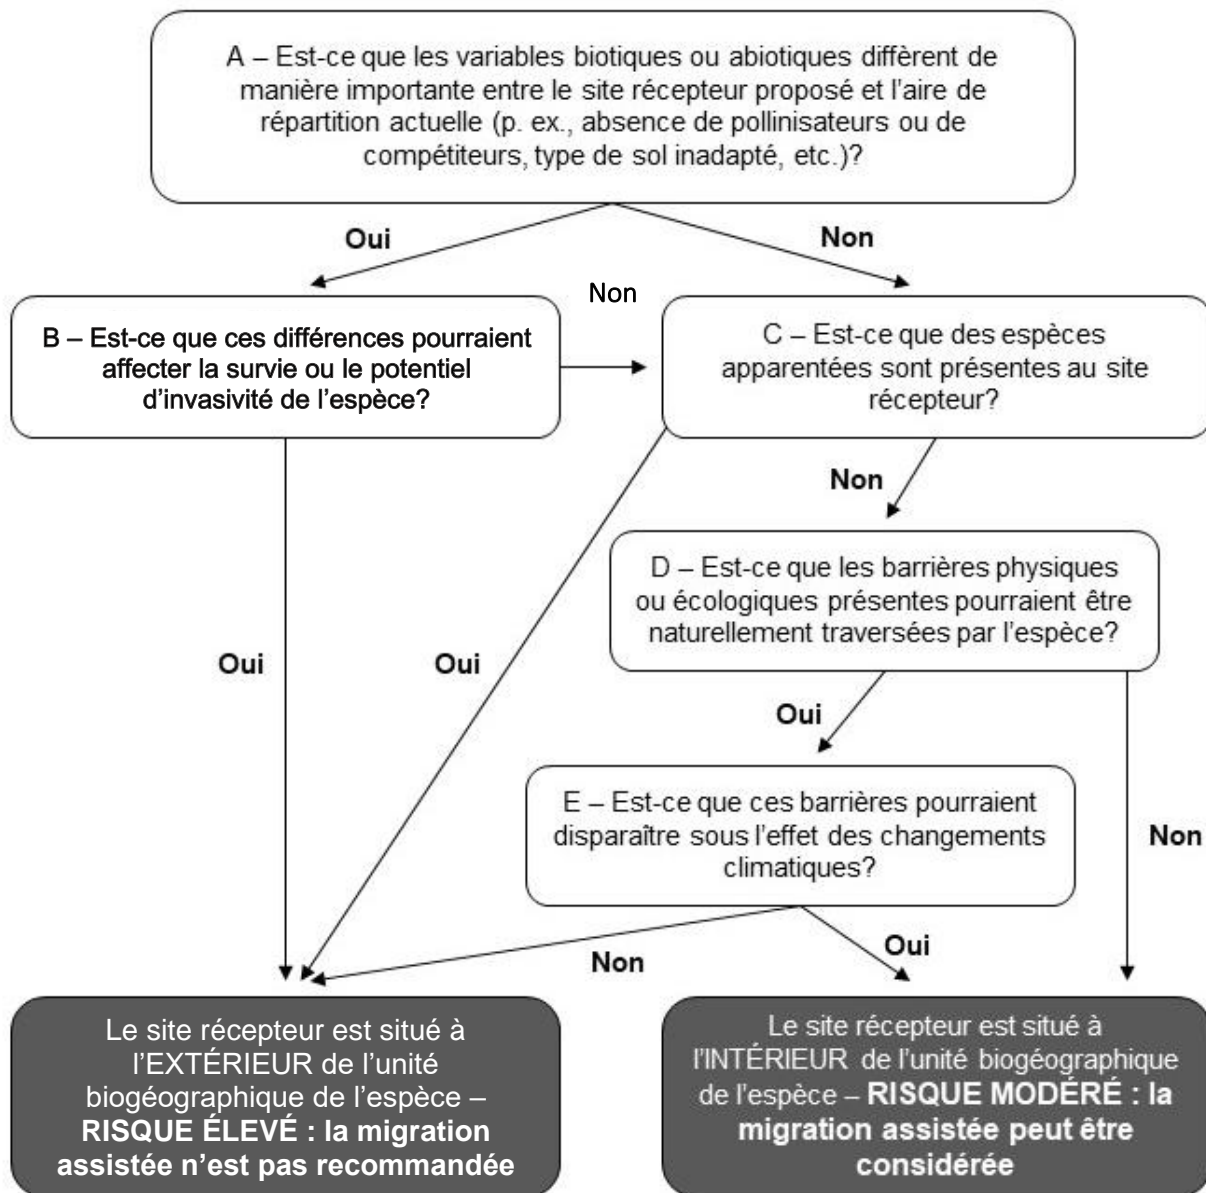 A – Est-ce que les variables biotiques ou abiotiques diffèrent de
manière importante entre le site récepteur proposé et l'aire de
répartition actuelle (p. ex., absence de pollinisateurs ou de
compétiteurs, type de sol inadapté, etc.)?
Oui
Non
B – Est-ce que ces différences pourraient
affecter la survie ou le potentiel
d'invasivité de l'espèce?
Non
C – Est-ce que des espèces
apparentées sont présentes au site
récepteur?
Non
D – Est-ce que les barrières physiques
ou écologiques présentes pourraient être
naturellement traversées par l'espèce?
Oui
Oui
Oui
E – Est-ce que ces barrières pourraient
disparaître sous l'effet des changements
climatiques?
Non
Non
Oui
Le site récepteur est situé à
l'EXTÉRIEUR de l'unité
biogéographique de l'espèce –
RISQUE ÉLEVÉ : la migration
assistée n'est pas recommandée
Le site récepteur est situé à
l'INTÉRIEUR de l'unité biogéographique
de l'espèce – RISQUE MODÉRÉ : la
migration assistée peut être
considérée